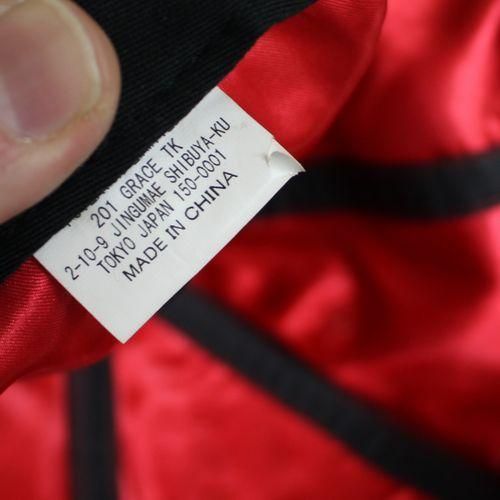 201 GRACE TK
2-10-9 JINGUMAE SHIBUYA-KU
TOKYO JAPAN 150-0001
MADE IN CHINA